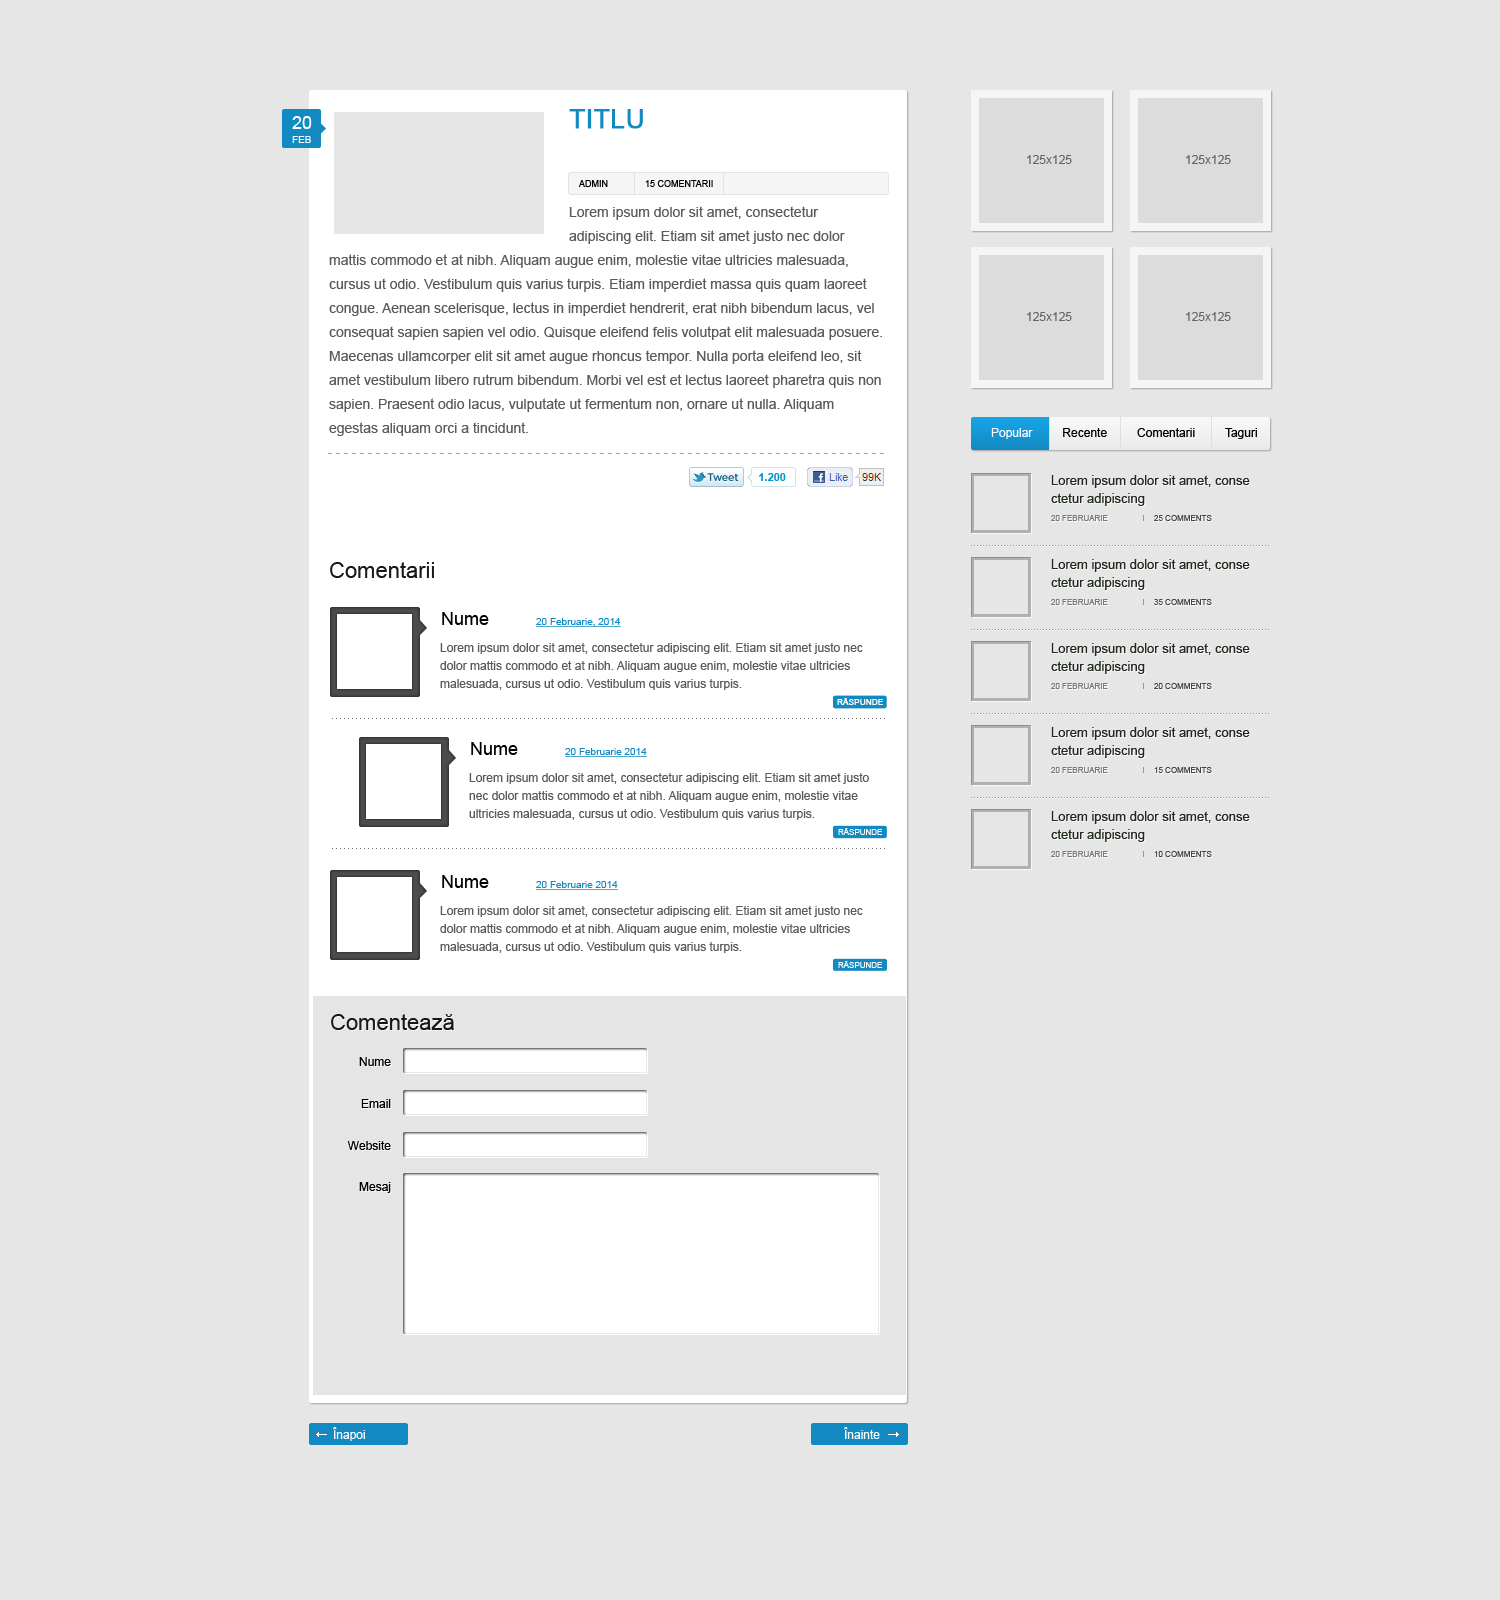 20
FEB
TITLU
ADMIN
15 COMENTARII
Lorem ipsum dolor sit amet, consectetur
adipiscing elit. Etiam sit amet justo nec dolor
mattis commodo et at nibh. Aliquam augue enim, molestie vitae ultricies malesuada,
cursus ut odio. Vestibulum quis varius turpis. Etiam imperdiet massa quis quam laoreet
congue. Aenean scelerisque, lectus in imperdiet hendrerit, erat nibh bibendum lacus, vel
consequat sapien sapien vel odio. Quisque eleifend felis volutpat elit malesuada posuere.
Maecenas ullamcorper elit sit amet augue rhoncus tempor. Nulla porta eleifend leo, sit
amet vestibulum libero rutrum bibendum. Morbi vel est et lectus laoreet pharetra quis non
sapien. Praesent odio lacus, vulputate ut fermentum non, ornare ut nulla. Aliquam
egestas aliquam orci a tincidunt.
Tweet 1.200 Like 99K
Comentarii
Nume 20 Februarie, 2014
Lorem ipsum dolor sit amet, consectetur adipiscing elit. Etiam sit amet justo nec
dolor mattis commodo et at nibh. Aliquam augue enim, molestie vitae ultricies
malesuada, cursus ut odio. Vestibulum quis varius turpis.
RĂSPUNDE
Nume 20 Februarie 2014
Lorem ipsum dolor sit amet, consectetur adipiscing elit. Etiam sit amet justo
nec dolor mattis commodo et at nibh. Aliquam augue enim, molestie vitae
ultricies malesuada, cursus ut odio. Vestibulum quis varius turpis.
RĂSPUNDE
Nume 20 Februarie 2014
Lorem ipsum dolor sit amet, consectetur adipiscing elit. Etiam sit amet justo nec
dolor mattis commodo et at nibh. Aliquam augue enim, molestie vitae ultricies
malesuada, cursus ut odio. Vestibulum quis varius turpis.
RĂSPUNDE
Comentează
Nume
Email
Website
Mesaj
← Înapoi
Înainte →
125x125
125x125
125x125
125x125
Popular Recente Comentarii Taguri
Lorem ipsum dolor sit amet, conse
ctetur adipiscing
20 FEBRUARIE | 25 COMMENTS
Lorem ipsum dolor sit amet, conse
ctetur adipiscing
20 FEBRUARIE | 35 COMMENTS
Lorem ipsum dolor sit amet, conse
ctetur adipiscing
20 FEBRUARIE | 20 COMMENTS
Lorem ipsum dolor sit amet, conse
ctetur adipiscing
20 FEBRUARIE | 15 COMMENTS
Lorem ipsum dolor sit amet, conse
ctetur adipiscing
20 FEBRUARIE | 10 COMMENTS